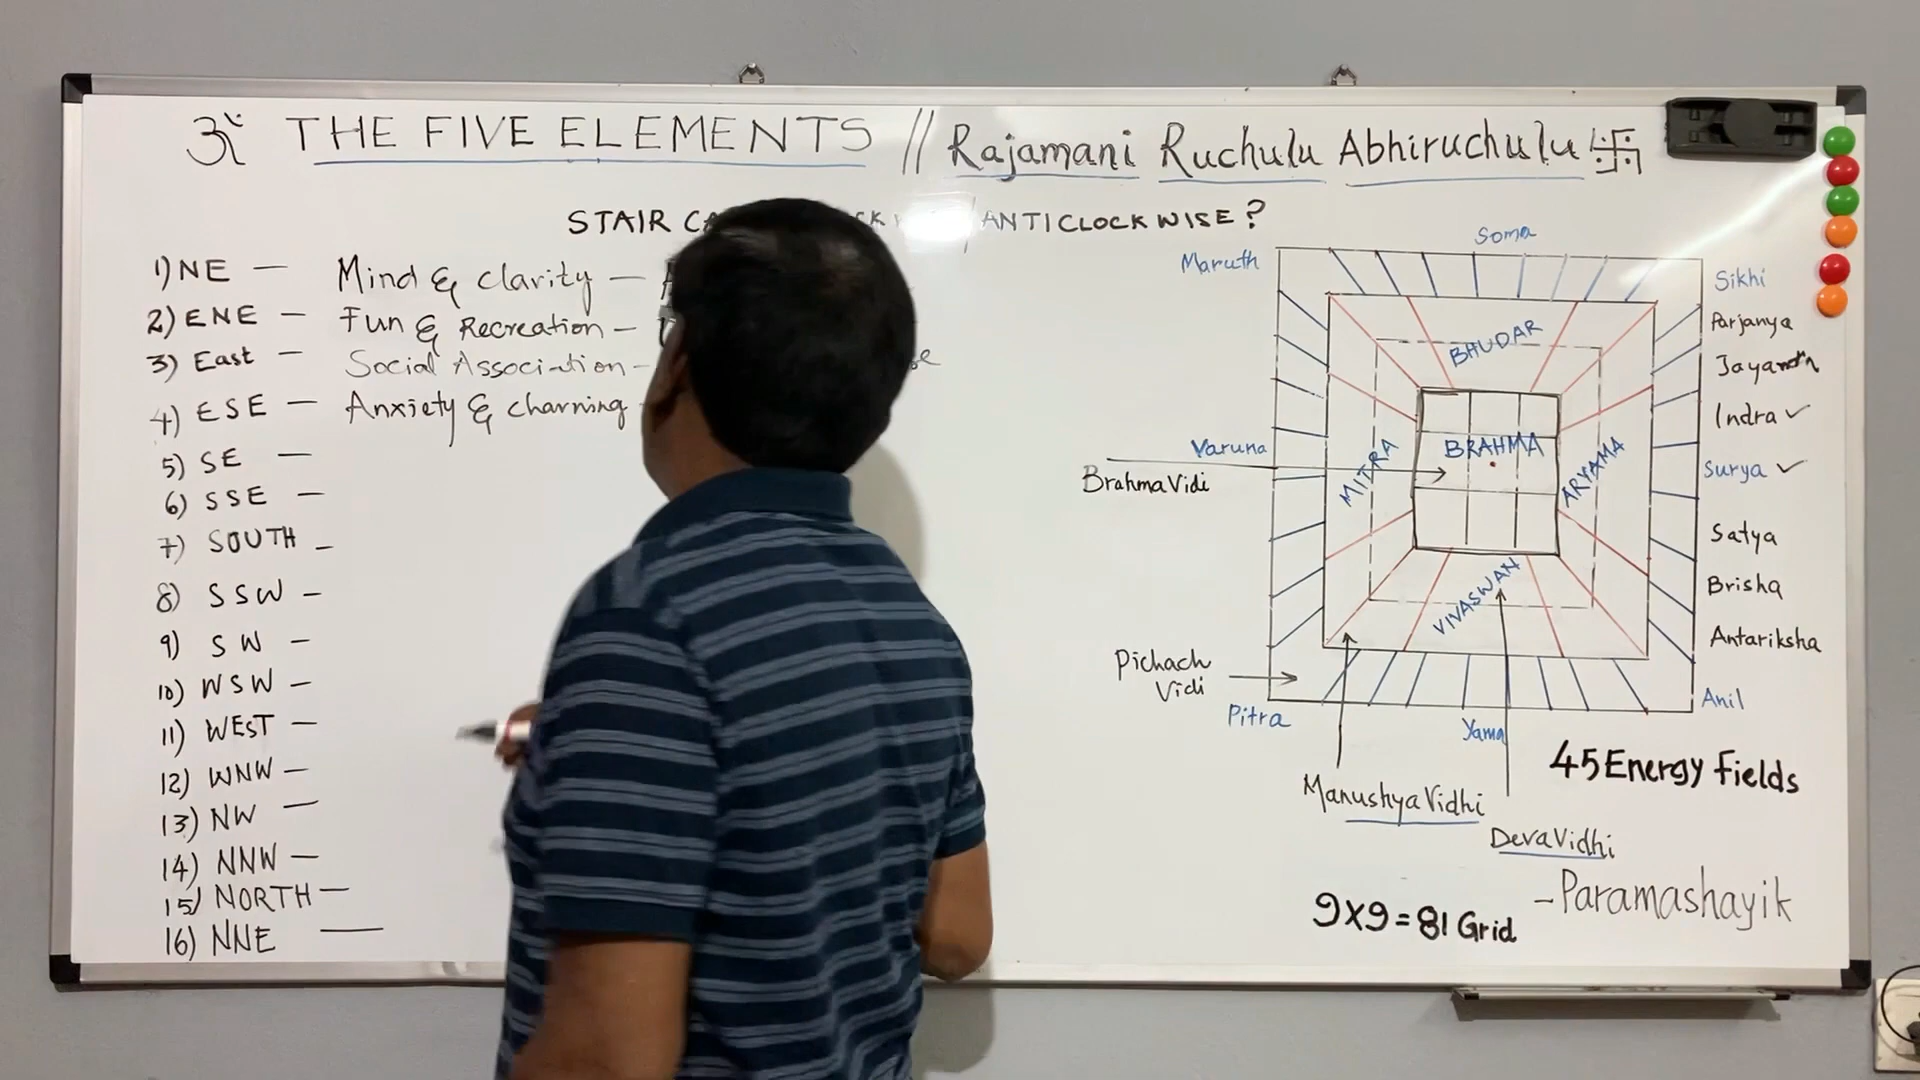 ॐ THE FIVE ELEMENTS // Rajamani Ruchulu Abhiruchulu 卐
STAIR CA CK / ANTICLOCKWISE?
1) NE — Mind & clarity —
2) ENE — Fun & Recreation —
3) East — Social Association —
4) ESE — Anxiety & charning
5) SE —
6) SSE —
7) SOUTH —
8) SSW —
9) SW —
10) WSW —
11) WEST —
12) WNW —
13) NW —
14) NNW —
15) NORTH —
16) NNE —
Maruth
Soma
Sikhi
Parjanya
Jayanth
Indra ✓
Surya ✓
Satya
Brisha
Antariksha
Anil
BHUDAR
MITRA
BRAHMA
ARYAMA
VIVASWAN
Varuna
BrahmaVidi
Pichach
Vidi
Pitra
Yama
ManushyaVidhi
DevaVidhi
45 Energy fields
9x9 = 81 Grid
- Paramashayik